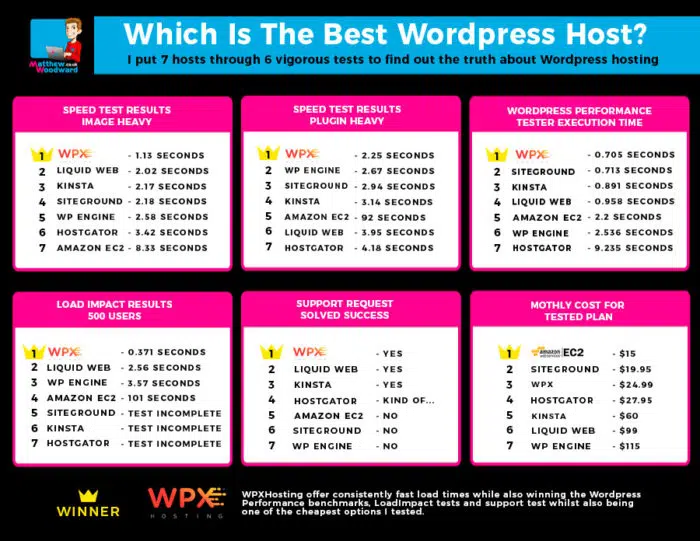 Which Is The Best Wordpress Host?
I put 7 hosts through 6 vigorous tests to find out the truth about Wordpress hosting
Matthew
.co.uk
Woodward
SPEED TEST RESULTS
IMAGE HEAVY
1 WPX - 1.13 SECONDS
2 LIQUID WEB - 2.02 SECONDS
3 KINSTA - 2.17 SECONDS
4 SITEGROUND - 2.18 SECONDS
5 WP ENGINE - 2.58 SECONDS
6 HOSTGATOR - 3.42 SECONDS
7 AMAZON EC2 - 8.33 SECONDS
SPEED TEST RESULTS
PLUGIN HEAVY
1 WPX - 2.25 SECONDS
2 WP ENGINE - 2.67 SECONDS
3 SITEGROUND - 2.94 SECONDS
4 KINSTA - 3.14 SECONDS
5 AMAZON EC2 - 92 SECONDS
6 LIQUID WEB - 3.95 SECONDS
7 HOSTGATOR - 4.18 SECONDS
WORDPRESS PERFORMANCE
TESTER EXECUTION TIME
1 WPX - 0.705 SECONDS
2 SITEGROUND - 0.713 SECONDS
3 KINSTA - 0.891 SECONDS
4 LIQUID WEB - 0.958 SECONDS
5 AMAZON EC2 - 2.2 SECONDS
6 WP ENGINE - 2.536 SECONDS
7 HOSTGATOR - 9.235 SECONDS
LOAD IMPACT RESULTS
500 USERS
1 WPX - 0.371 SECONDS
2 LIQUID WEB - 2.56 SECONDS
3 WP ENGINE - 3.57 SECONDS
4 AMAZON EC2 - 101 SECONDS
5 SITEGROUND - TEST INCOMPLETE
6 KINSTA - TEST INCOMPLETE
7 HOSTGATOR - TEST INCOMPLETE
SUPPORT REQUEST
SOLVED SUCCESS
1 WPX - YES
2 LIQUID WEB - YES
3 KINSTA - YES
4 HOSTGATOR - KIND OF...
5 AMAZON EC2 - NO
6 SITEGROUND - NO
7 WP ENGINE - NO
MOTHLY COST FOR
TESTED PLAN
1 amazon web services EC2 - $15
2 SITEGROUND - $19.95
3 WPX - $24.99
4 HOSTGATOR - $27.95
5 KINSTA - $60
6 LIQUID WEB - $99
7 WP ENGINE - $115
WINNER
WPX
HOSTING
WPXHosting offer consistently fast load times while also winning the Wordpress
Performance benchmarks, LoadImpact tests and support test whilst also being
one of the cheapest options I tested.